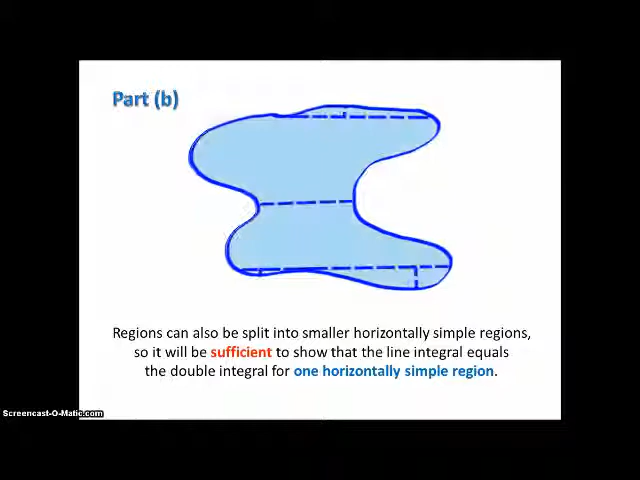 Part (b)
Regions can also be split into smaller horizontally simple regions,
so it will be sufficient to show that the line integral equals
the double integral for one horizontally simple region.
Screencast-O-Matic.com